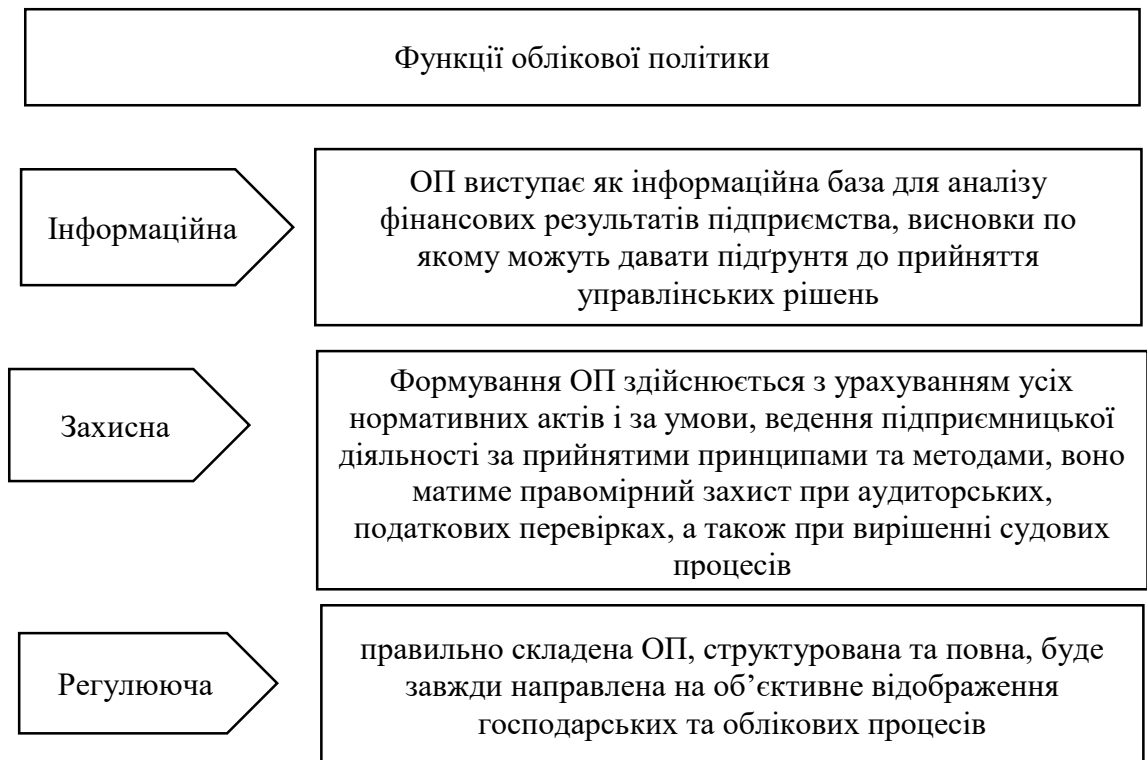 Функції облікової політики
Інформаційна
ОП виступає як інформаційна база для аналізу
фінансових результатів підприємства, висновки по
якому можуть давати підґрунтя до прийняття
управлінських рішень
Захисна
Формування ОП здійснюється з урахуванням усіх
нормативних актів і за умови, ведення підприємницької
діяльності за прийнятими принципами та методами, воно
матиме правомірний захист при аудиторських,
податкових перевірках, а також при вирішенні судових
процесів
Регулююча
правильно складена ОП, структурована та повна, буде
завжди направлена на об’єктивне відображення
господарських та облікових процесів